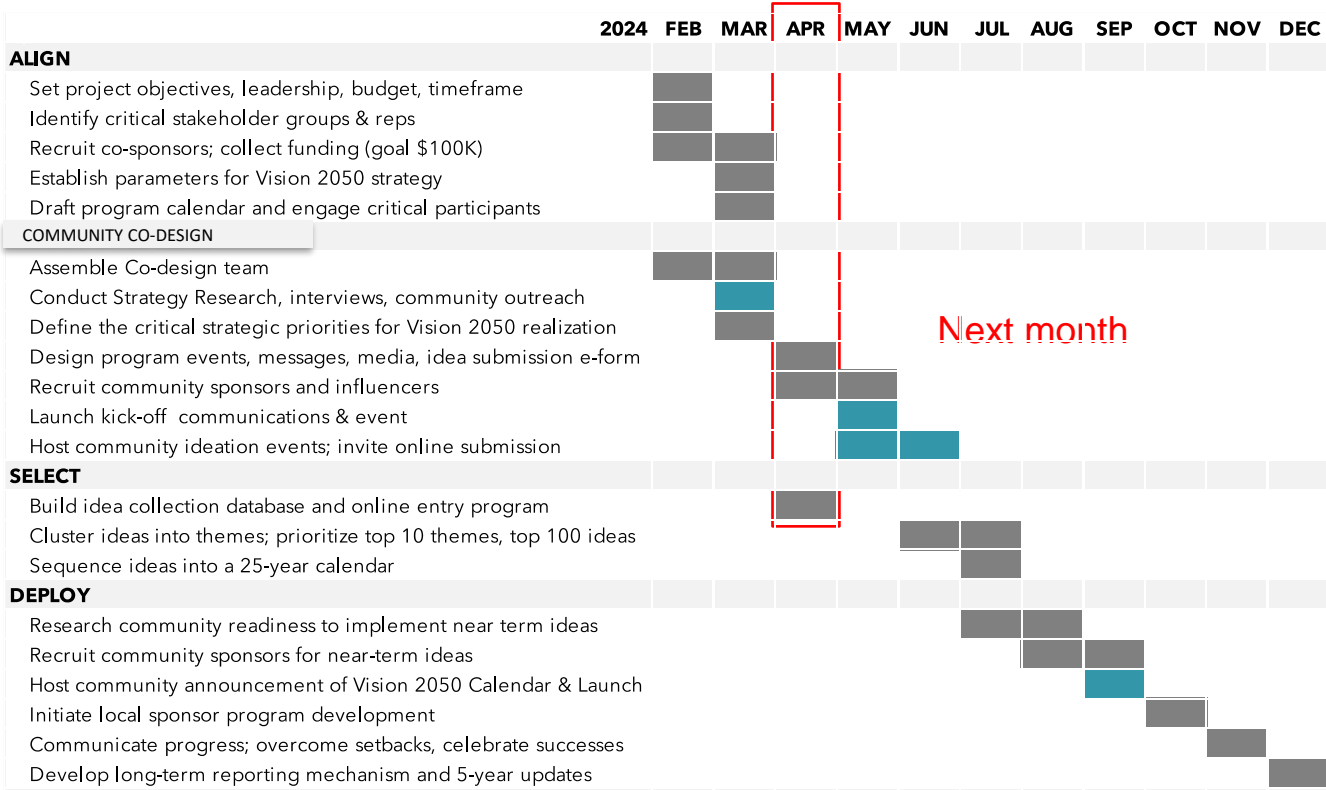 2024 FEB MAR APR MAY JUN JUL AUG SEP OCT NOV DEC
ALIGN
Set project objectives, leadership, budget, timeframe
Identify critical stakeholder groups & reps
Recruit co-sponsors; collect funding (goal $100K)
Establish parameters for Vision 2050 strategy
Draft program calendar and engage critical participants
COMMUNITY CO-DESIGN
Assemble Co-design team
Conduct Strategy Research, interviews, community outreach
Define the critical strategic priorities for Vision 2050 realization
Next month
Design program events, messages, media, idea submission e-form
Recruit community sponsors and influencers
Launch kick-off communications & event
Host community ideation events; invite online submission
SELECT
Build idea collection database and online entry program
Cluster ideas into themes; prioritize top 10 themes, top 100 ideas
Sequence ideas into a 25-year calendar
DEPLOY
Research community readiness to implement near term ideas
Recruit community sponsors for near-term ideas
Host community announcement of Vision 2050 Calendar & Launch
Initiate local sponsor program development
Communicate progress; overcome setbacks, celebrate successes
Develop long-term reporting mechanism and 5-year updates